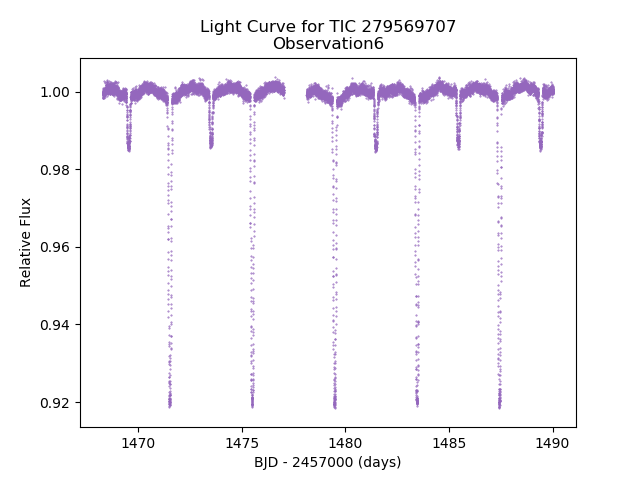 Light Curve for TIC 279569707
Observation6
1.00
0.98
0.96
0.94
0.92
Relative Flux
1470
1475
1480
1485
1490
BJD - 2457000 (days)